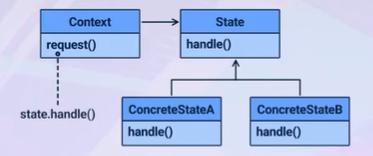 Context
request()
State
handle()
state.handle()
ConcreteStateA
handle()
ConcreteStateB
handle()